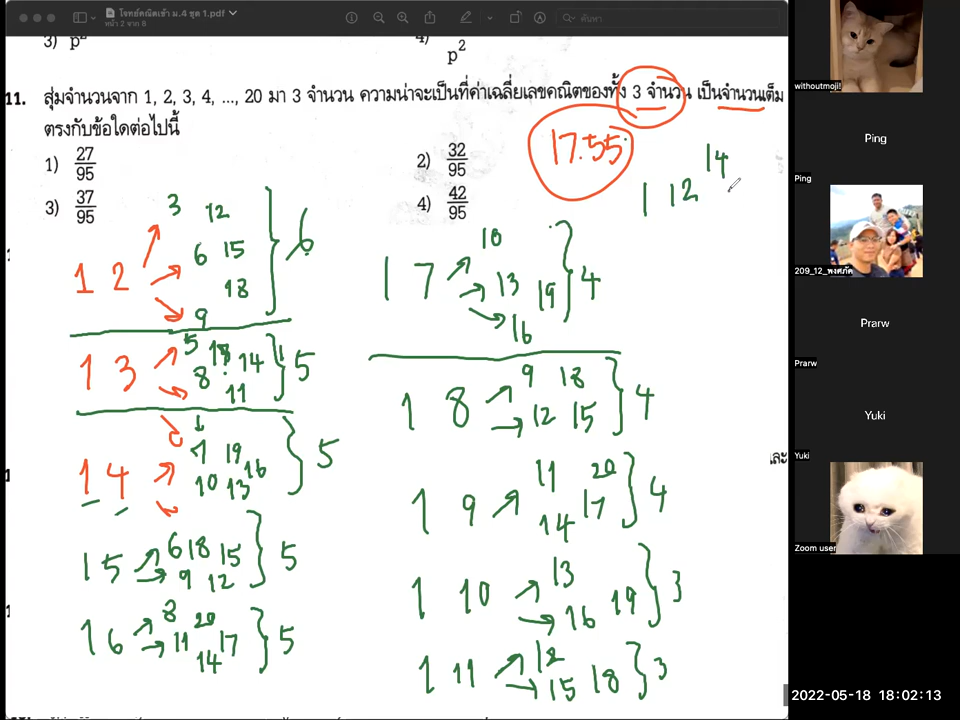 โจทย์คณิตเข้า ม.4 ชุด 1.pdf
หน้า 2 จาก 8
ค้นหา
3) p²
4) p²
11. สุ่มจำนวนจาก 1, 2, 3, 4, ..., 20 มา 3 จำนวน ความน่าจะเป็นที่ค่าเฉลี่ยเลขคณิตของทั้ง 3 จำนวน เป็นจำนวนเต็ม
ตรงกับข้อใดต่อไปนี้
1) 27/95
2) 32/95
3) 37/95
4) 42/95
17.55
1 12 14
1 2 3 12 6 15 18 9 6
1 3 5 17 14 8 11 5
1 4 7 19 16 10 13 5
1 5 6 18 15 9 12 5
1 6 8 20 11 17 14 5
1 7 10 13 19 16 4
1 8 9 18 12 15 4
1 9 11 20 17 14 4
1 10 13 16 19 3
1 11 12 15 18 3
และ
withoutmoji!
Ping
Ping
209_12_พงศภัค
Prarw
Prarw
Yuki
Yuki
Zoom user
2022-05-18 18:02:13